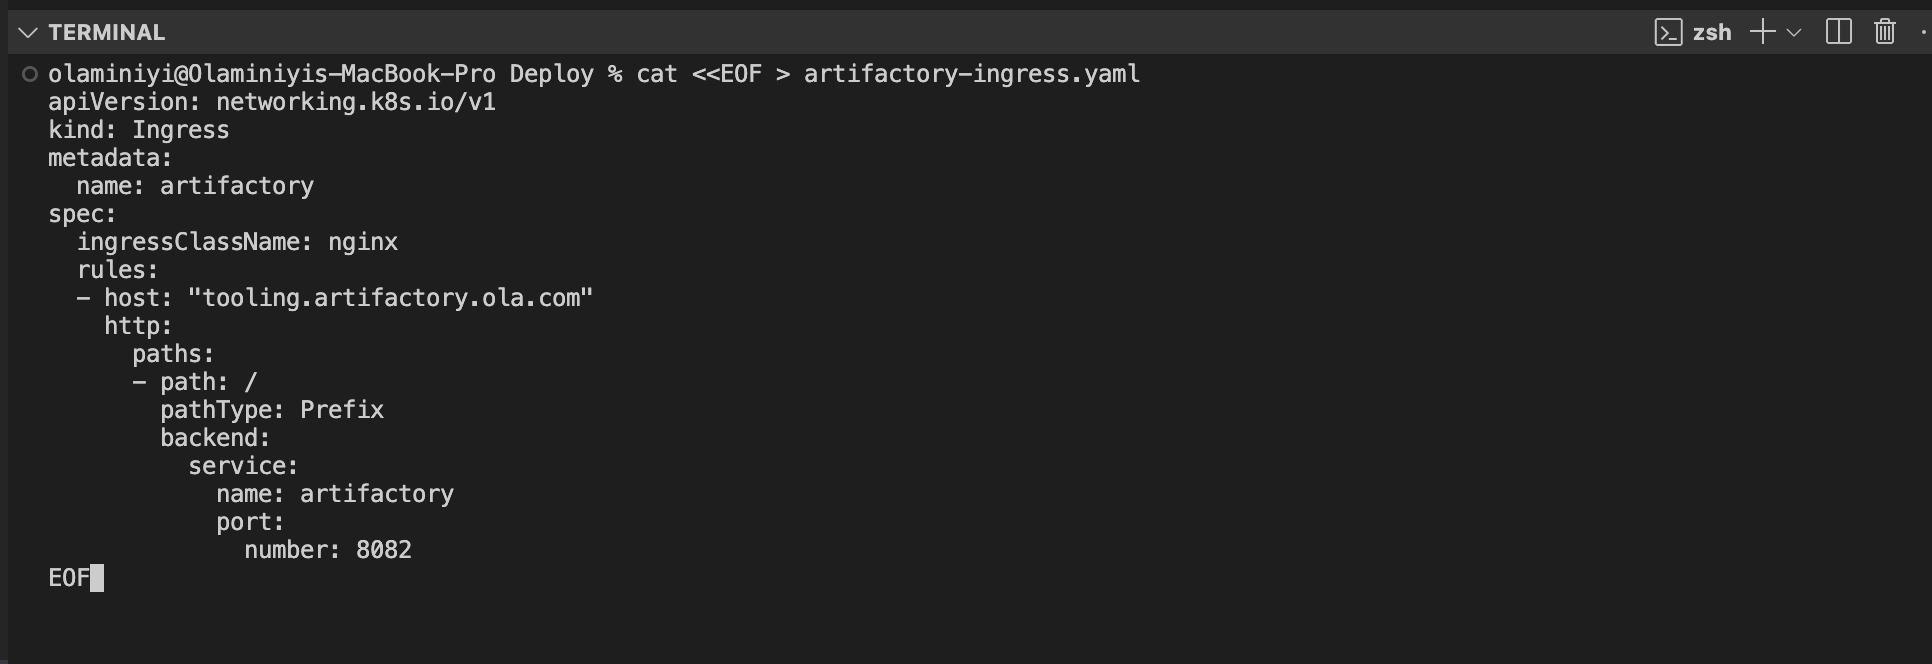 TERMINAL
zsh
olaminiyi@Olaminiyis-MacBook-Pro Deploy % cat <<EOF > artifactory-ingress.yaml
apiVersion: networking.k8s.io/v1
kind: Ingress
metadata:
  name: artifactory
spec:
  ingressClassName: nginx
  rules:
  - host: "tooling.artifactory.ola.com"
    http:
      paths:
      - path: /
        pathType: Prefix
        backend:
          service:
            name: artifactory
            port:
              number: 8082
EOF